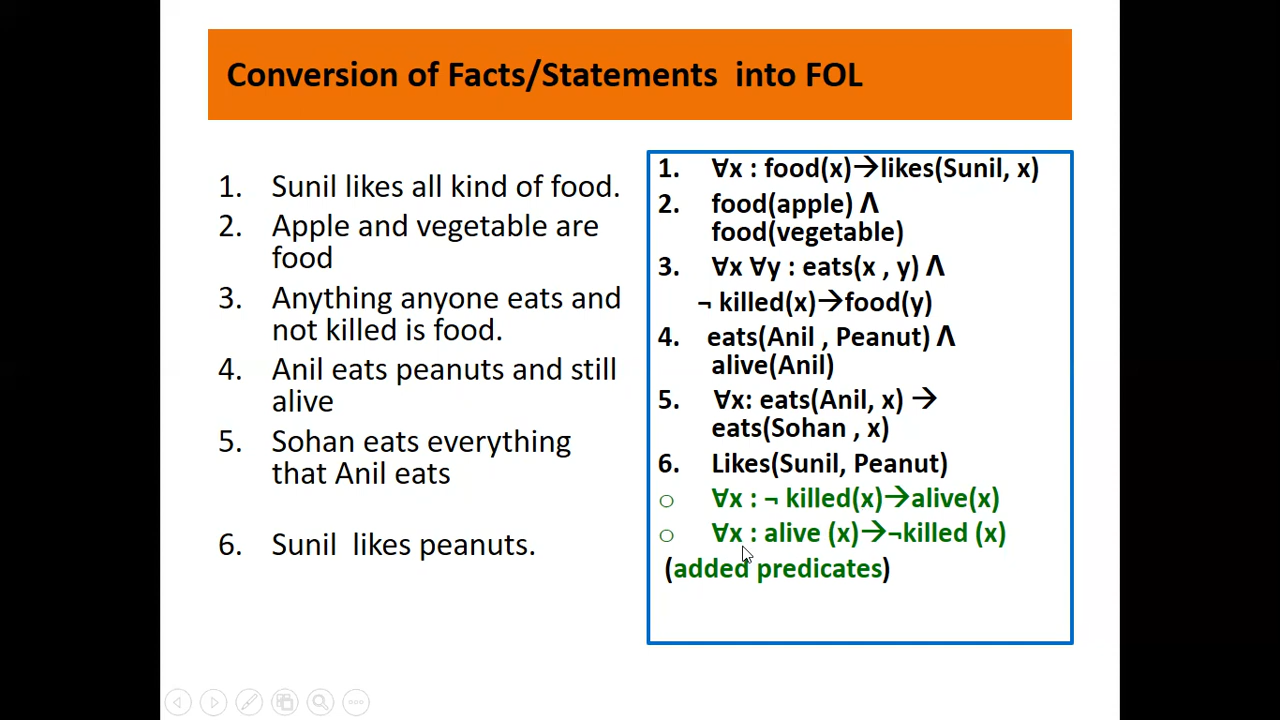 Conversion of Facts/Statements into FOL
1. Sunil likes all kind of food.
2. Apple and vegetable are
food
3. Anything anyone eats and
not killed is food.
4. Anil eats peanuts and still
alive
5. Sohan eats everything
that Anil eats
6. Sunil likes peanuts.
1. ∀x : food(x)→likes(Sunil, x)
2. food(apple) Λ
food(vegetable)
3. ∀x ∀y : eats(x , y) Λ
¬ killed(x)→food(y)
4. eats(Anil , Peanut) Λ
alive(Anil)
5. ∀x: eats(Anil, x) →
eats(Sohan , x)
6. Likes(Sunil, Peanut)
○ ∀x : ¬ killed(x)→alive(x)
○ ∀x : alive (x)→¬killed (x)
(added predicates)